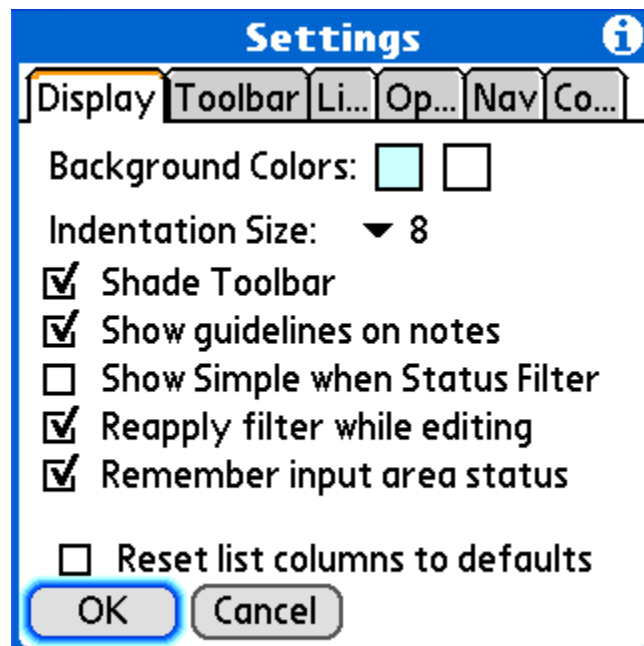 Settings
Display Toolbar Li... Op... Nav Co...
Background Colors:
Indentation Size: 8
Shade Toolbar
Show guidelines on notes
Show Simple when Status Filter
Reapply filter while editing
Remember input area status
Reset list columns to defaults
OK Cancel